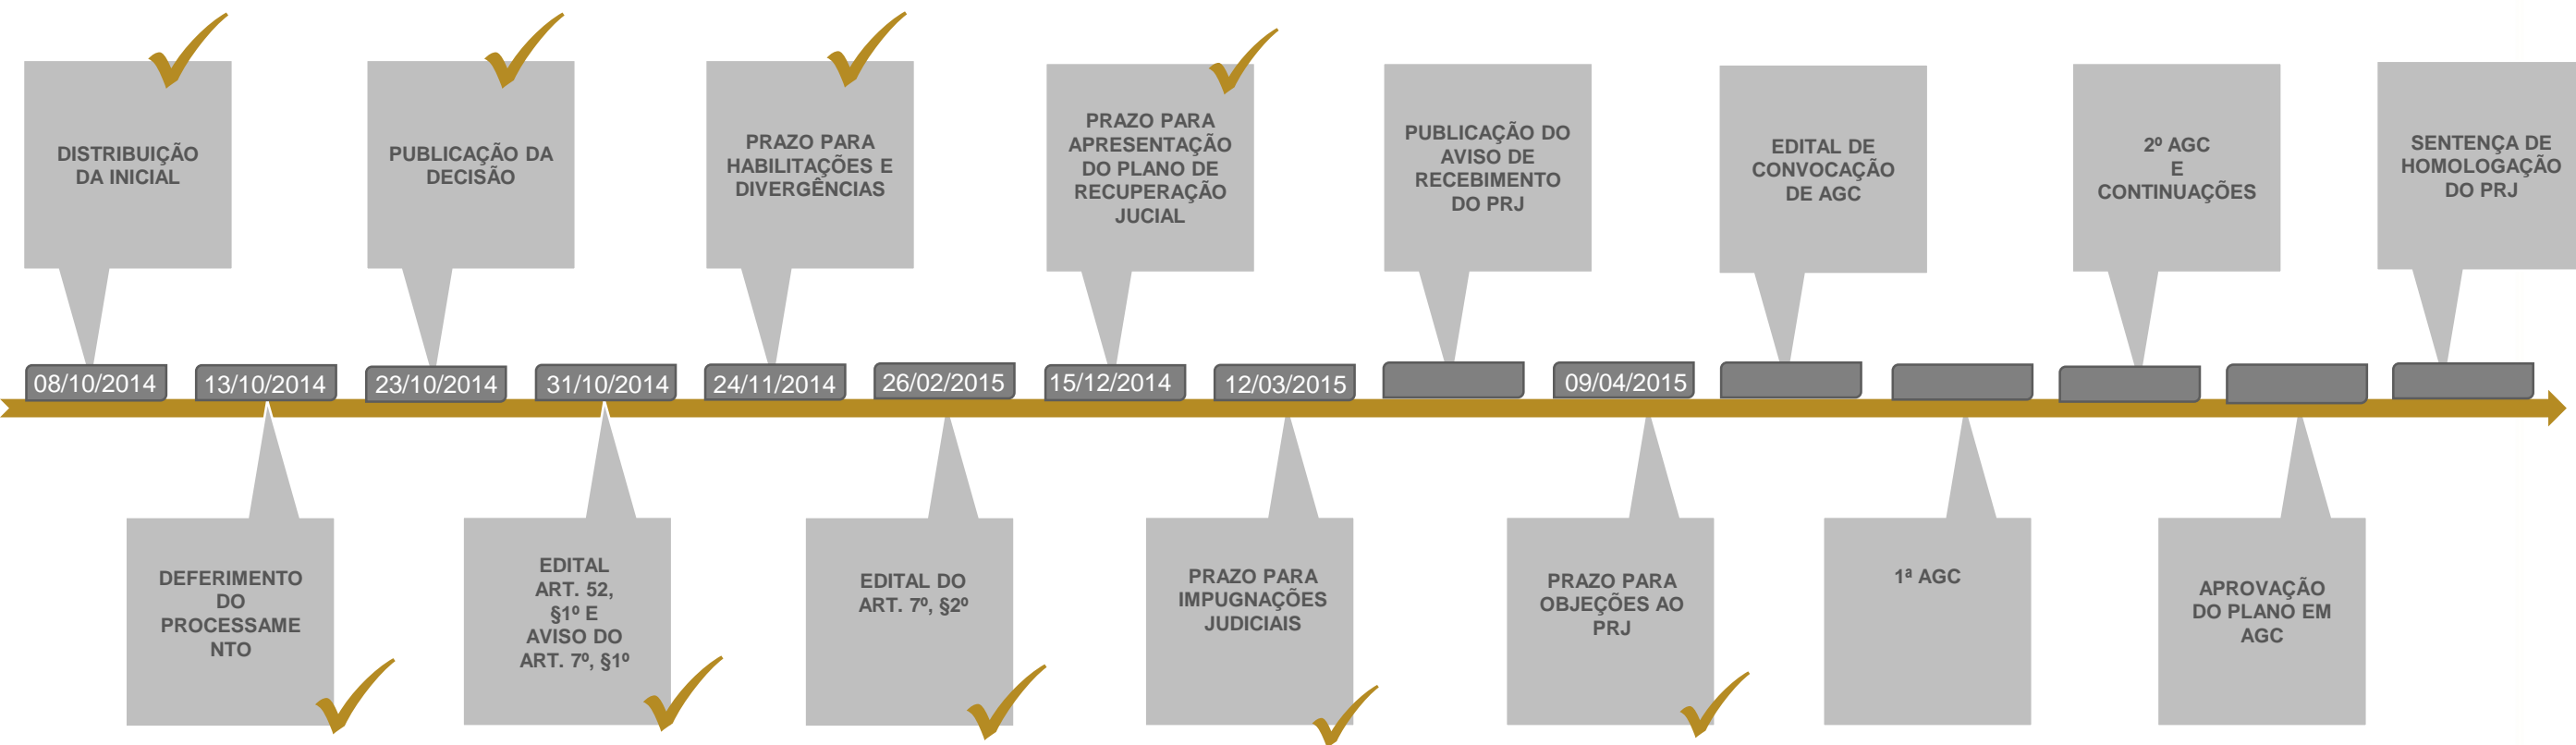 DISTRIBUIÇÃO
DA INICIAL
PUBLICAÇÃO DA
DECISÃO
PRAZO PARA
HABILITAÇÕES E
DIVERGÊNCIAS
PRAZO PARA
APRESENTAÇÃO
DO PLANO DE
RECUPERAÇÃO
JUCIAL
PUBLICAÇÃO DO
AVISO DE
RECEBIMENTO
DO PRJ
EDITAL DE
CONVOCAÇÃO
DE AGC
2º AGC
E
CONTINUAÇÕES
SENTENÇA DE
HOMOLOGAÇÃO
DO PRJ
08/10/2014
13/10/2014
23/10/2014
31/10/2014
24/11/2014
26/02/2015
15/12/2014
12/03/2015
09/04/2015
DEFERIMENTO
DO
PROCESSAME
NTO
EDITAL
ART. 52,
§1º E
AVISO DO
ART. 7º, §1º
EDITAL DO
ART. 7º, §2º
PRAZO PARA
IMPUGNAÇÕES
JUDICIAIS
PRAZO PARA
OBJEÇÕES AO
PRJ
1ª AGC
APROVAÇÃO
DO PLANO EM
AGC